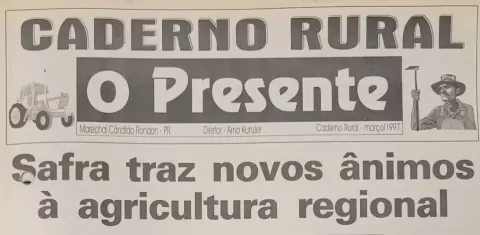 CADERNO RURAL
O Presente
Marechal Cândido Rondon - PR. Diretor - Arno Kunzler Caderno Rural - março/1997
Safra traz novos ânimos
à agricultura regional